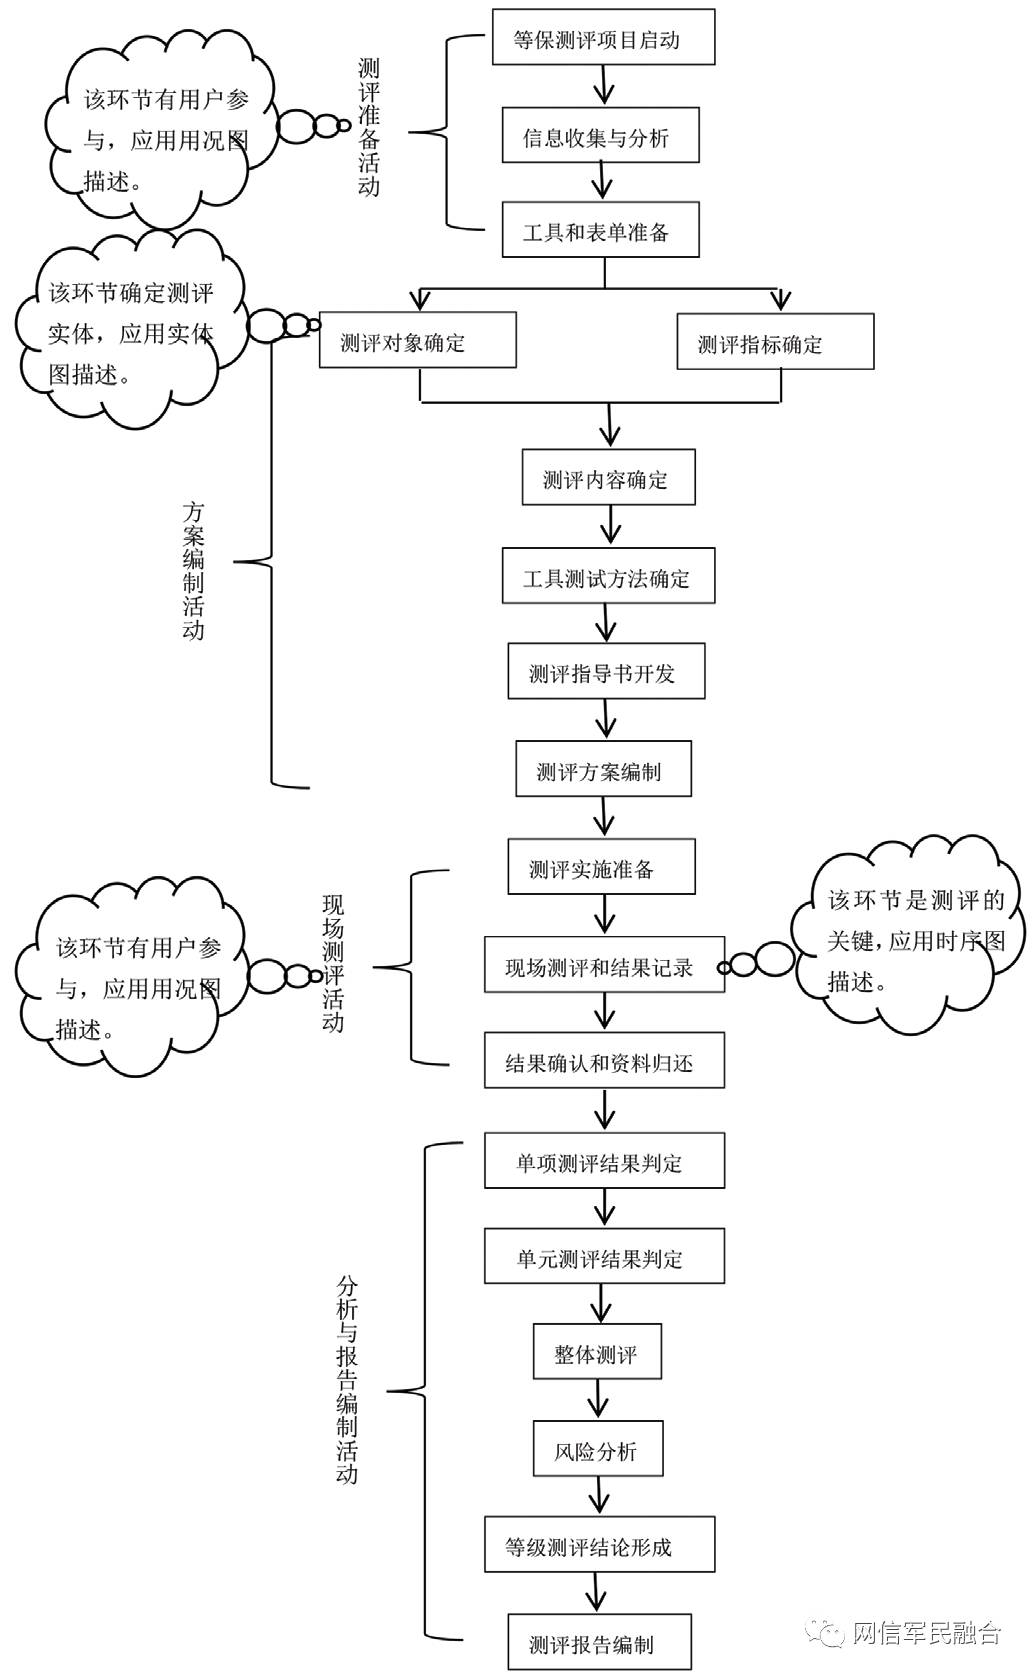 等保测评项目启动
测评准备活动
该环节有用户参
与，应用用况图
描述。
信息收集与分析
工具和表单准备
该环节确定测评
实体，应用实体
图描述。
测评对象确定
测评指标确定
测评内容确定
方案编制活动
工具测试方法确定
测评指导书开发
测评方案编制
测评实施准备
现场测评活动
该环节有用户参
与，应用用况图
描述。
现场测评和结果记录
该环节是测评的
关键，应用时序图
描述。
结果确认和资料归还
单项测评结果判定
单元测评结果判定
分析与报告编制活动
整体测评
风险分析
等级测评结论形成
测评报告编制
网信军民融合